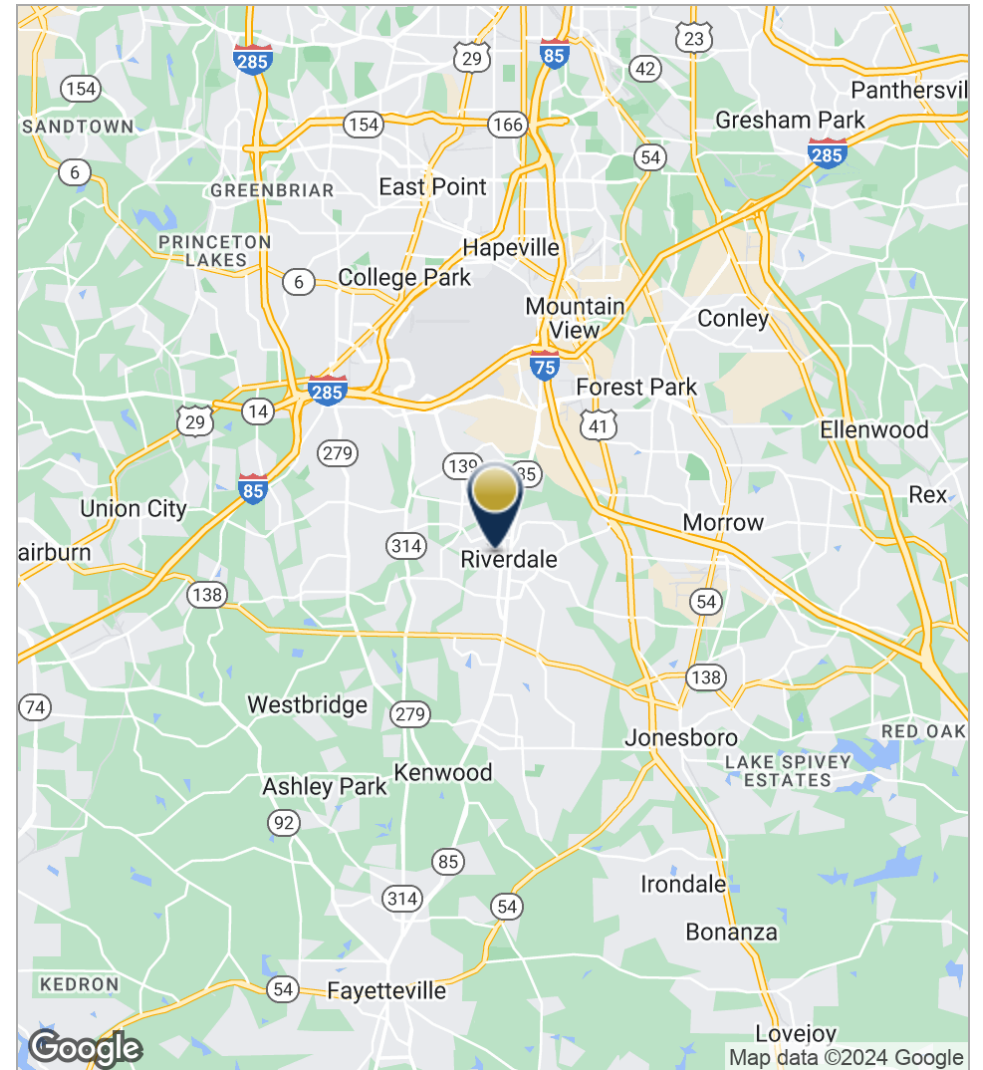 23
85
29
285
42
154
Panthersvil
SANDTOWN
154
166
Gresham Park
54
285
6
GREENBRIAR
East Point
PRINCETON
LAKES
Hapeville
6
College Park
Mountain
View
Conley
75
Forest Park
285
29
14
41
Ellenwood
279
139
35
85
Rex
Union City
Morrow
314
airburn
Riverdale
138
54
138
74
Westbridge
279
RED OAK
Jonesboro
LAKE SPIVEY
ESTATES
Kenwood
Ashley Park
92
85
Irondale
314
54
Bonanza
KEDRON
54
Fayetteville
Lovejoy
Google
Map data ©2024 Google